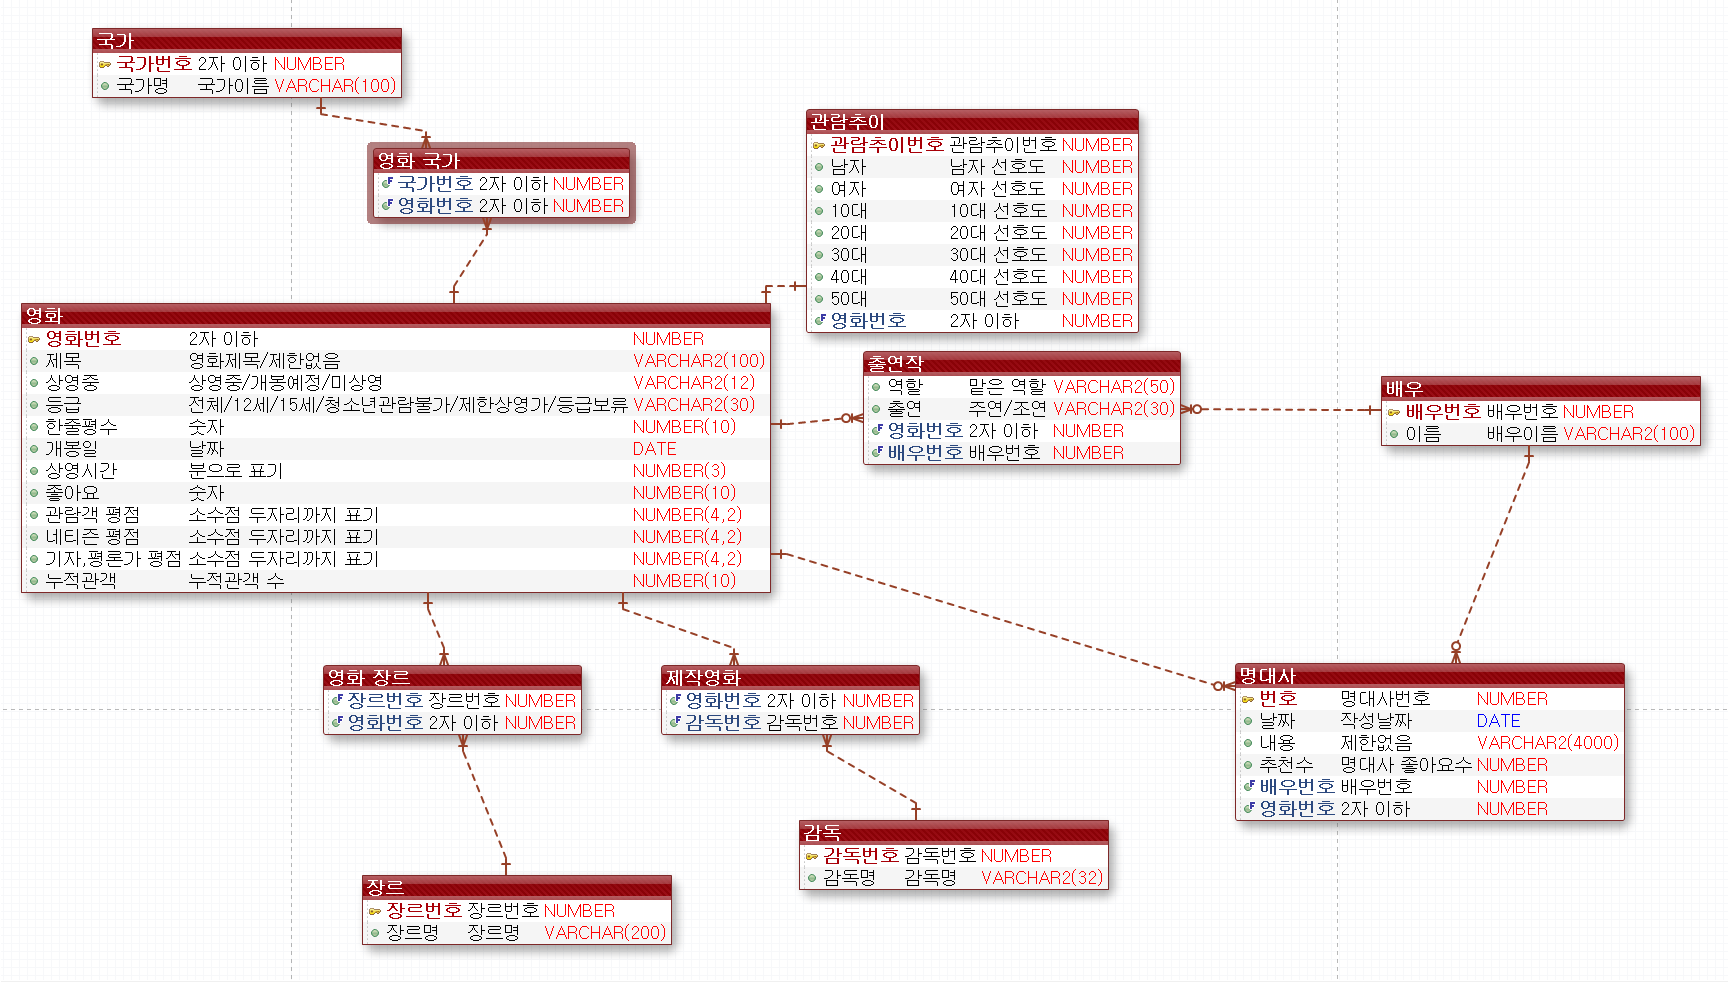 국가
국가번호 2자 이하 NUMBER
국가명 국가이름 VARCHAR(100)
영화 국가
국가번호 2자 이하 NUMBER
영화번호 2자 이하 NUMBER
관람추이
관람추이번호 관람추이번호 NUMBER
남자 남자 선호도 NUMBER
여자 여자 선호도 NUMBER
10대 10대 선호도 NUMBER
20대 20대 선호도 NUMBER
30대 30대 선호도 NUMBER
40대 40대 선호도 NUMBER
50대 50대 선호도 NUMBER
영화번호 2자 이하 NUMBER
영화
영화번호 2자 이하 NUMBER
제목 영화제목/제한없음 VARCHAR2(100)
상영중 상영중/개봉예정/미상영 VARCHAR2(12)
등급 전체/12세/15세/청소년관람불가/제한상영가/등급보류 VARCHAR2(30)
한줄평수 숫자 NUMBER(10)
개봉일 날짜 DATE
상영시간 분으로 표기 NUMBER(3)
좋아요 숫자 NUMBER(10)
관람객 평점 소수점 두자리까지 표기 NUMBER(4,2)
네티즌 평점 소수점 두자리까지 표기 NUMBER(4,2)
기자,평론가 평점 소수점 두자리까지 표기 NUMBER(4,2)
누적관객 누적관객 수 NUMBER(10)
출연작
역할 맡은 역할 VARCHAR2(50)
출연 주연/조연 VARCHAR2(30)
영화번호 2자 이하 NUMBER
배우번호 배우번호 NUMBER
배우
배우번호 배우번호 NUMBER
이름 배우이름 VARCHAR2(100)
영화 장르
장르번호 장르번호 NUMBER
영화번호 2자 이하 NUMBER
제작영화
영화번호 2자 이하 NUMBER
감독번호 감독번호 NUMBER
명대사
번호 명대사번호 NUMBER
날짜 작성날짜 DATE
내용 제한없음 VARCHAR2(4000)
추천수 명대사 좋아요수 NUMBER
배우번호 배우번호 NUMBER
영화번호 2자 이하 NUMBER
감독
감독번호 감독번호 NUMBER
감독명 감독명 VARCHAR2(32)
장르
장르번호 장르번호 NUMBER
장르명 장르명 VARCHAR(200)